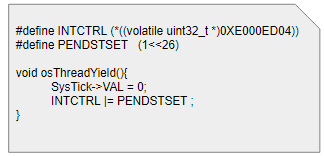 #define INTCTRL (*((volatile uint32_t *)0XE000ED04))
#define PENDSTSET (1<<26)
void osThreadYield(){
SysTick->VAL = 0;
INTCTRL |= PENDSTSET ;
}